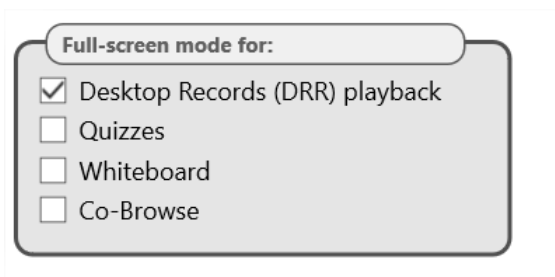 Full-screen mode for:
Desktop Records (DRR) playback
Quizzes
Whiteboard
Co-Browse